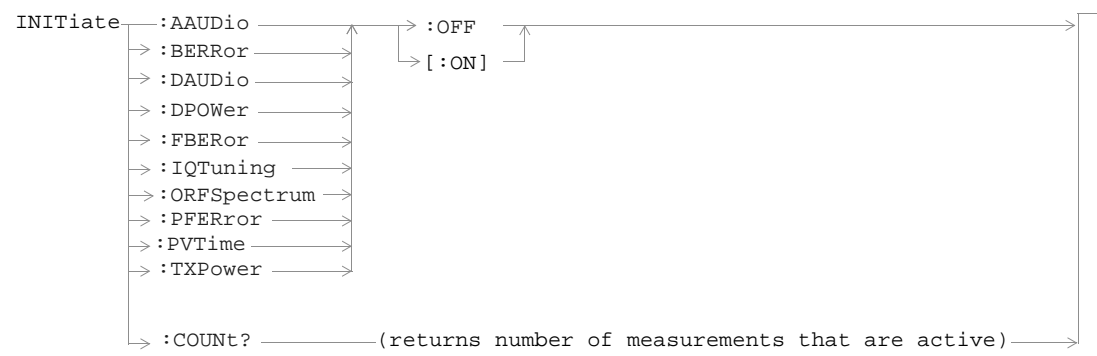 INITiate :AAUDio :OFF
:BERRor [:ON]
:DAUDio
:DPOWer
:FBERor
:IQTuning
:ORFSpectrum
:PFERror
:PVTime
:TXPower
:COUNt? (returns number of measurements that are active)